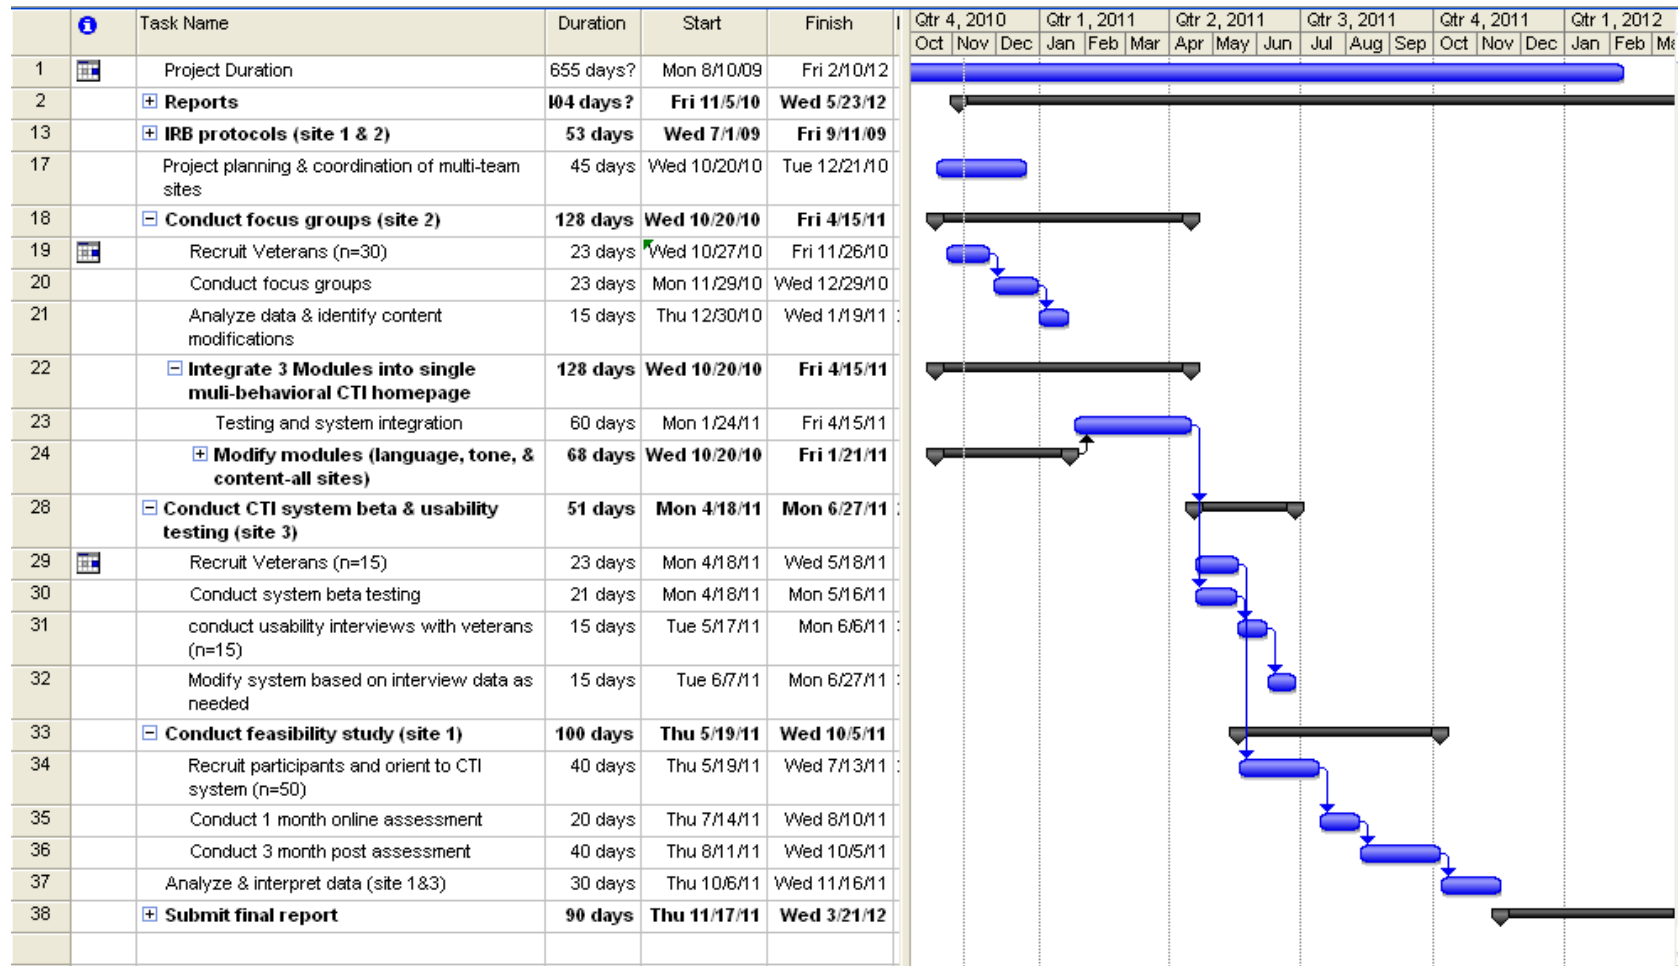 Task Name Duration Start Finish Qtr 4, 2010 Qtr 1, 2011 Qtr 2, 2011 Qtr 3, 2011 Qtr 4, 2011 Qtr 1, 2012
Oct Nov Dec Jan Feb Mar Apr May Jun Jul Aug Sep Oct Nov Dec Jan Feb
1 Project Duration 655 days? Mon 8/10/09 Fri 2/10/12
2 Reports 404 days? Fri 11/5/10 Wed 5/23/12
13 IRB protocols (site 1 & 2) 53 days Wed 7/1/09 Fri 9/11/09
17 Project planning & coordination of multi-team 45 days Wed 10/20/10 Tue 12/21/10
sites
18 Conduct focus groups (site 2) 128 days Wed 10/20/10 Fri 4/15/11
19 Recruit Veterans (n=30) 23 days Wed 10/27/10 Fri 11/26/10
20 Conduct focus groups 23 days Mon 11/29/10 Wed 12/29/10
21 Analyze data & identify content 15 days Thu 12/30/10 Wed 1/19/11
modifications
22 Integrate 3 Modules into single 128 days Wed 10/20/10 Fri 4/15/11
muli-behavioral CTI homepage
23 Testing and system integration 60 days Mon 1/24/11 Fri 4/15/11
24 Modify modules (language, tone, & 68 days Wed 10/20/10 Fri 1/21/11
content-all sites)
28 Conduct CTI system beta & usability 51 days Mon 4/18/11 Mon 6/27/11
testing (site 3)
29 Recruit Veterans (n=15) 23 days Mon 4/18/11 Wed 5/18/11
30 Conduct system beta testing 21 days Mon 4/18/11 Mon 5/16/11
31 conduct usability interviews with veterans 15 days Tue 5/17/11 Mon 6/6/11
(n=15)
32 Modify system based on interview data as 15 days Tue 6/7/11 Mon 6/27/11
needed
33 Conduct feasibility study (site 1) 100 days Thu 5/19/11 Wed 10/5/11
34 Recruit participants and orient to CTI 40 days Thu 5/19/11 Wed 7/13/11
system (n=50)
35 Conduct 1 month online assessment 20 days Thu 7/14/11 Wed 8/10/11
36 Conduct 3 month post assessment 40 days Thu 8/11/11 Wed 10/5/11
37 Analyze & interpret data (site 1&3) 30 days Thu 10/6/11 Wed 11/16/11
38 Submit final report 90 days Thu 11/17/11 Wed 3/21/12